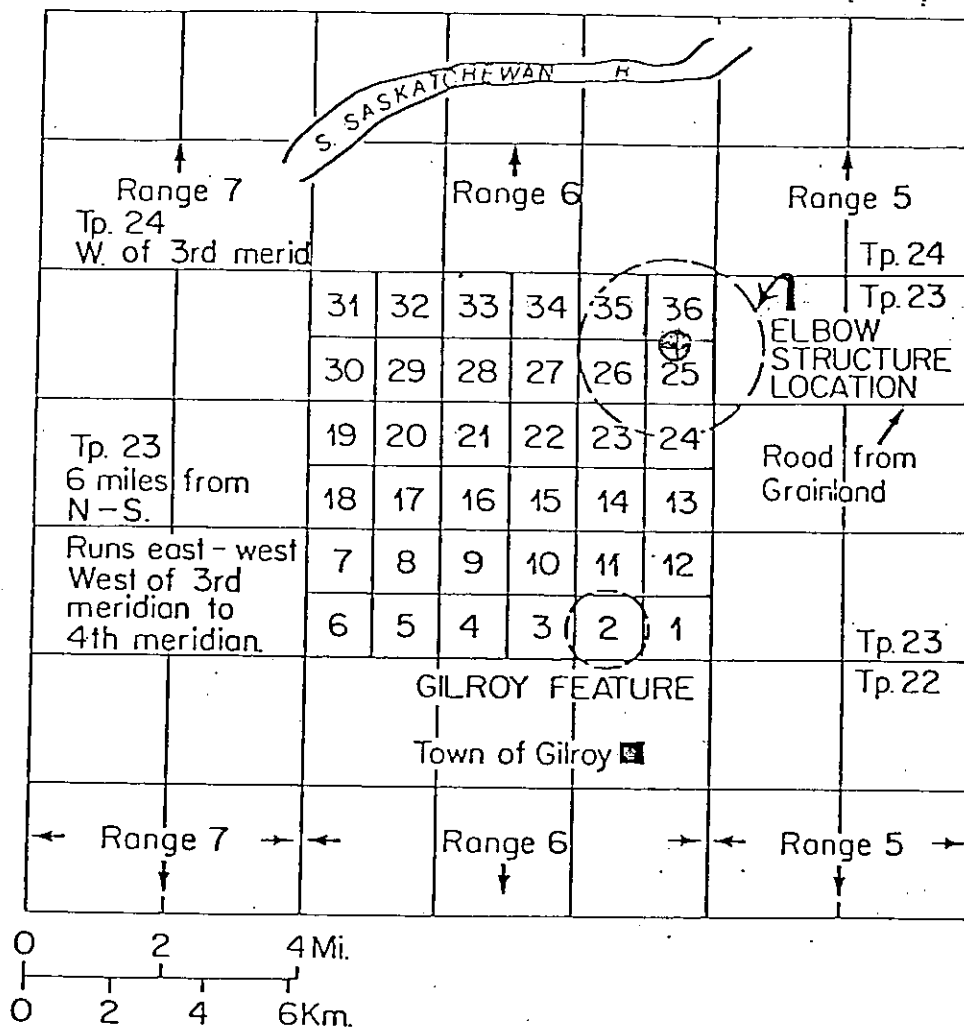 S. SASKATCHEWAN R
Range 7
Tp. 24
W. of 3rd merid
Range 6
Range 5
Tp. 24
Tp. 23
31 32 33 34 35 36
30 29 28 27 26 25
19 20 21 22 23 24
18 17 16 15 14 13
7 8 9 10 11 12
6 5 4 3 2 1
ELBOW
STRUCTURE
LOCATION
Road from
Grainland
Tp. 23
6 miles from
N-S.
Runs east-west
West of 3rd
meridian to
4th meridian.
Tp. 23
Tp. 22
GILROY FEATURE
Town of Gilroy
Range 7
Range 6
Range 5
0 2 4 Mi.
0 2 4 6 Km.